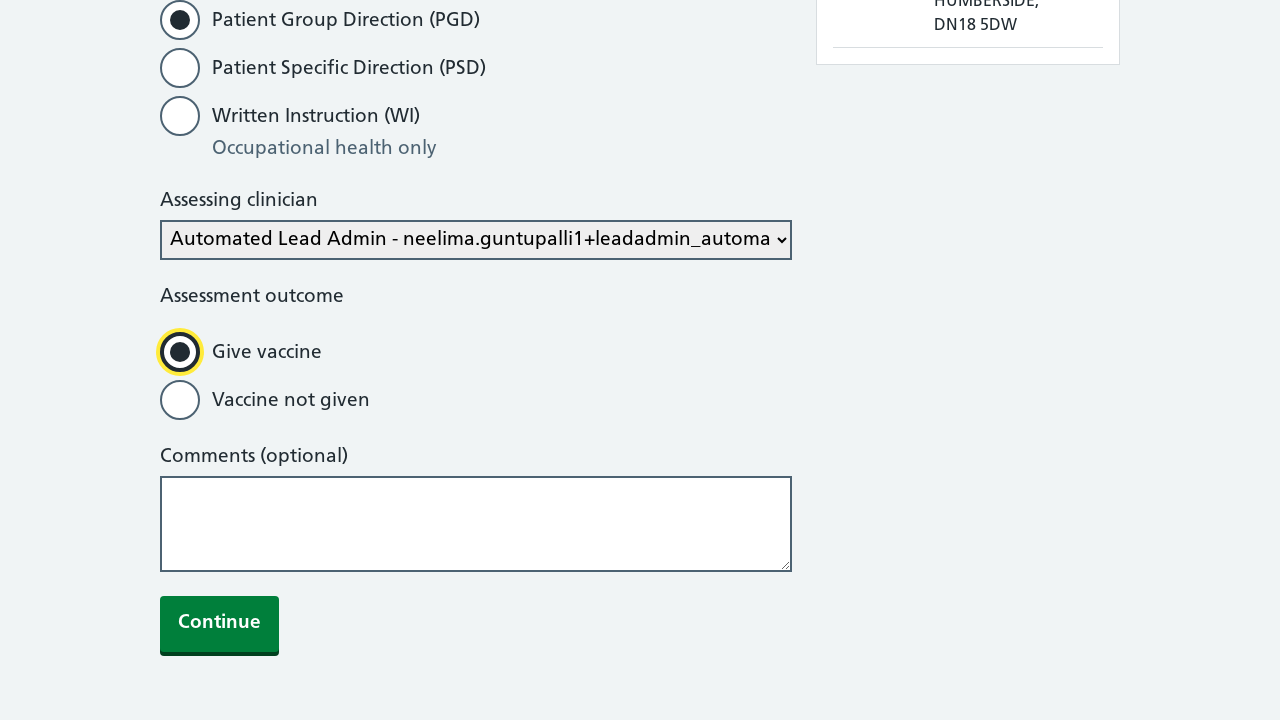 Patient Group Direction (PGD)
Patient Specific Direction (PSD)
Written Instruction (WI)
Occupational health only
Assessing clinician
Automated Lead Admin - neelima.guntupalli1+leadadmin_automa
Assessment outcome
Give vaccine
Vaccine not given
Comments (optional)
Continue
HUMBERSIDE,
DN18 5DW